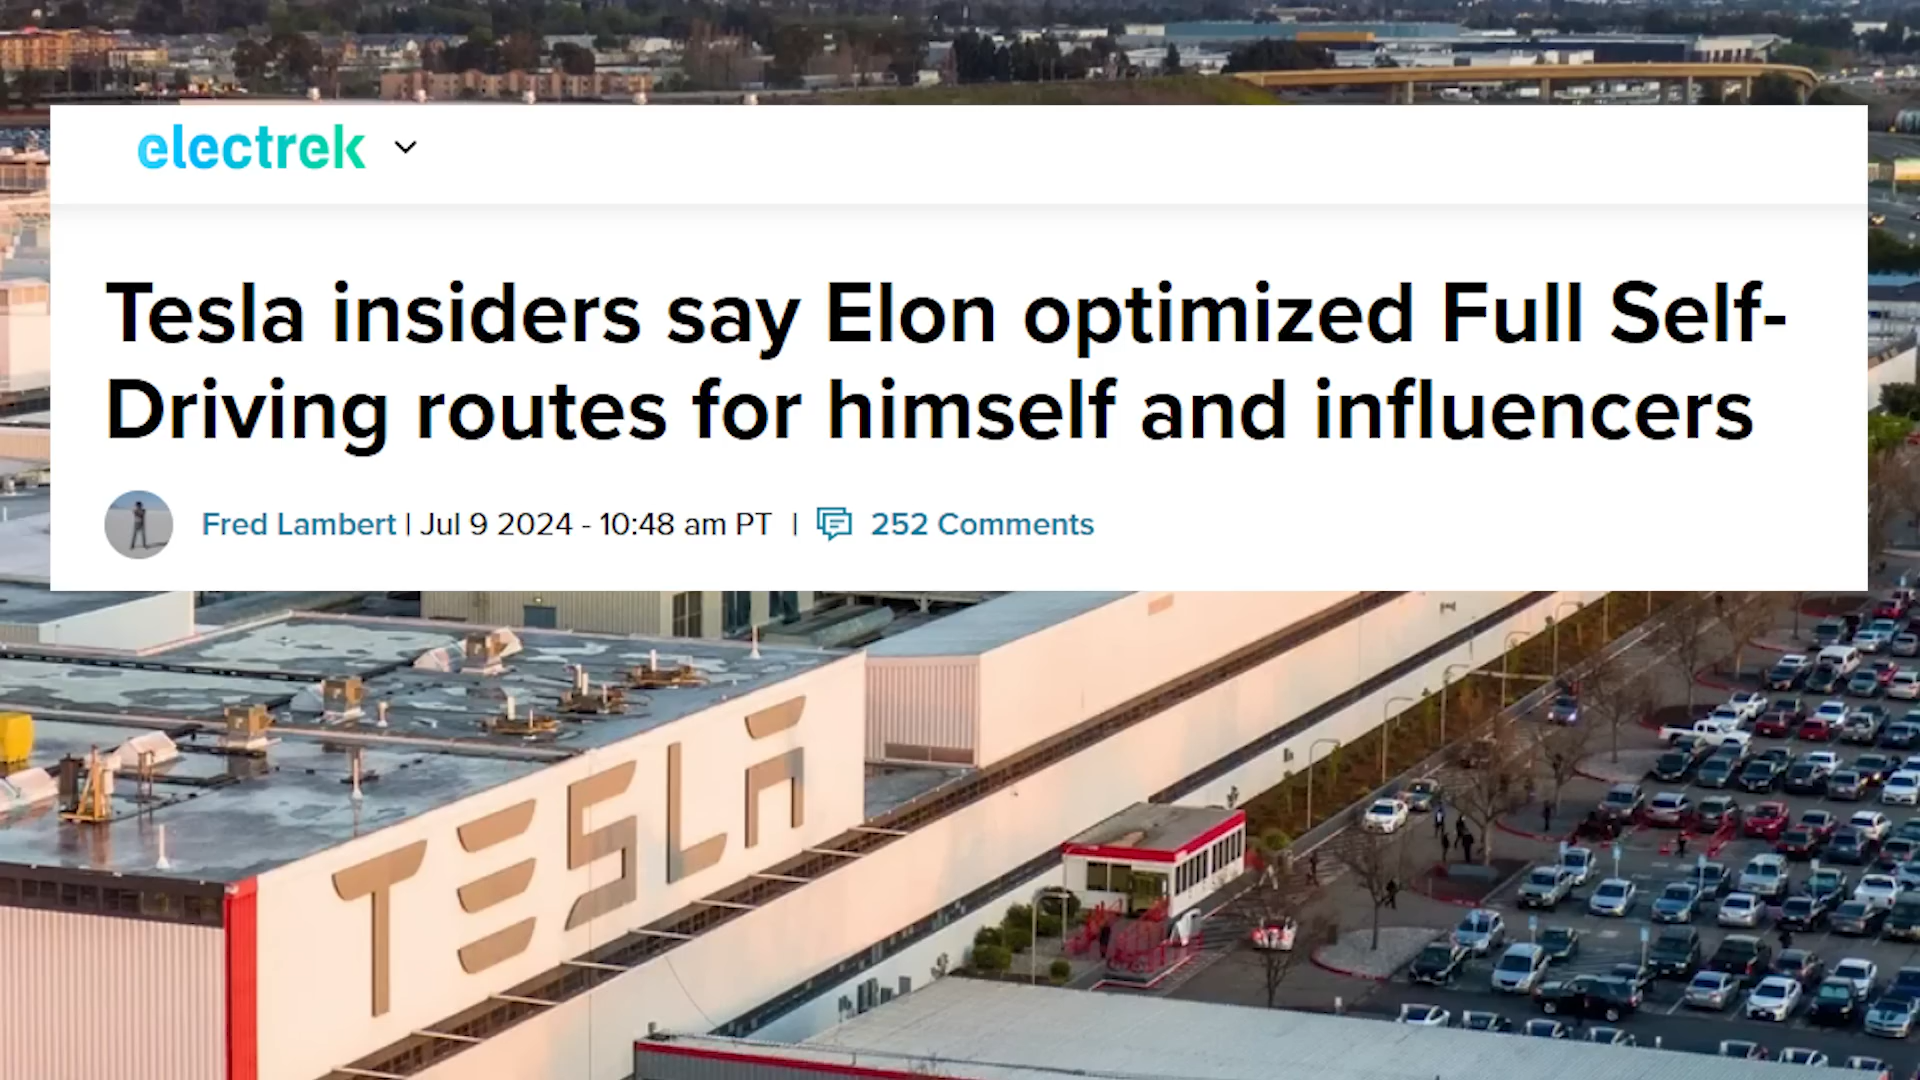 electrek
Tesla insiders say Elon optimized Full Self-
Driving routes for himself and influencers
Fred Lambert | Jul 9 2024 - 10:48 am PT | 252 Comments
TESLA